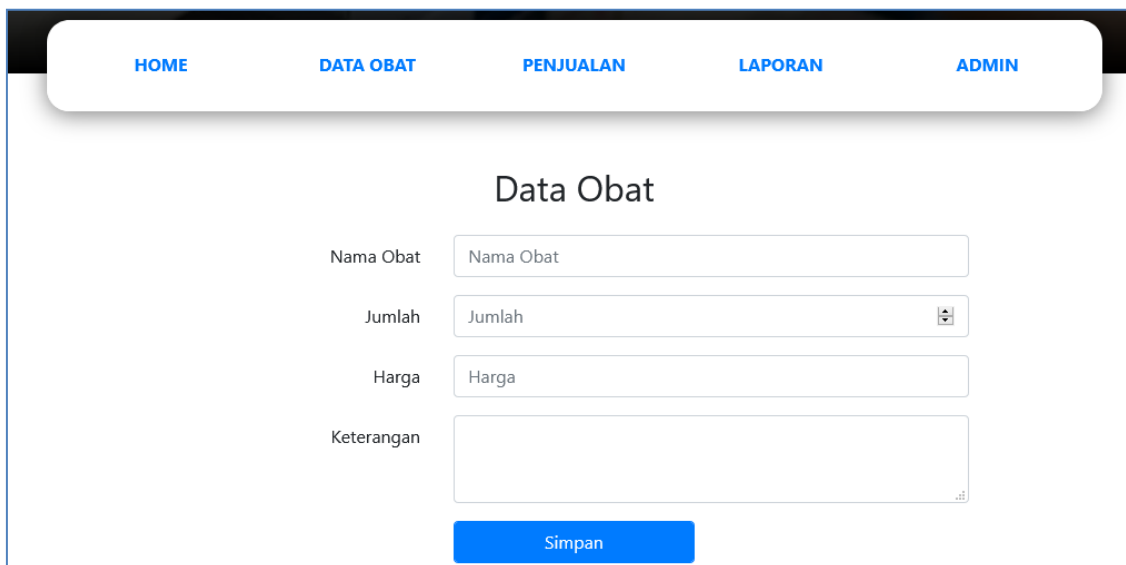 HOME DATA OBAT PENJUALAN LAPORAN ADMIN
Data Obat
Nama Obat Nama Obat
Jumlah Jumlah
Harga Harga
Keterangan
Simpan